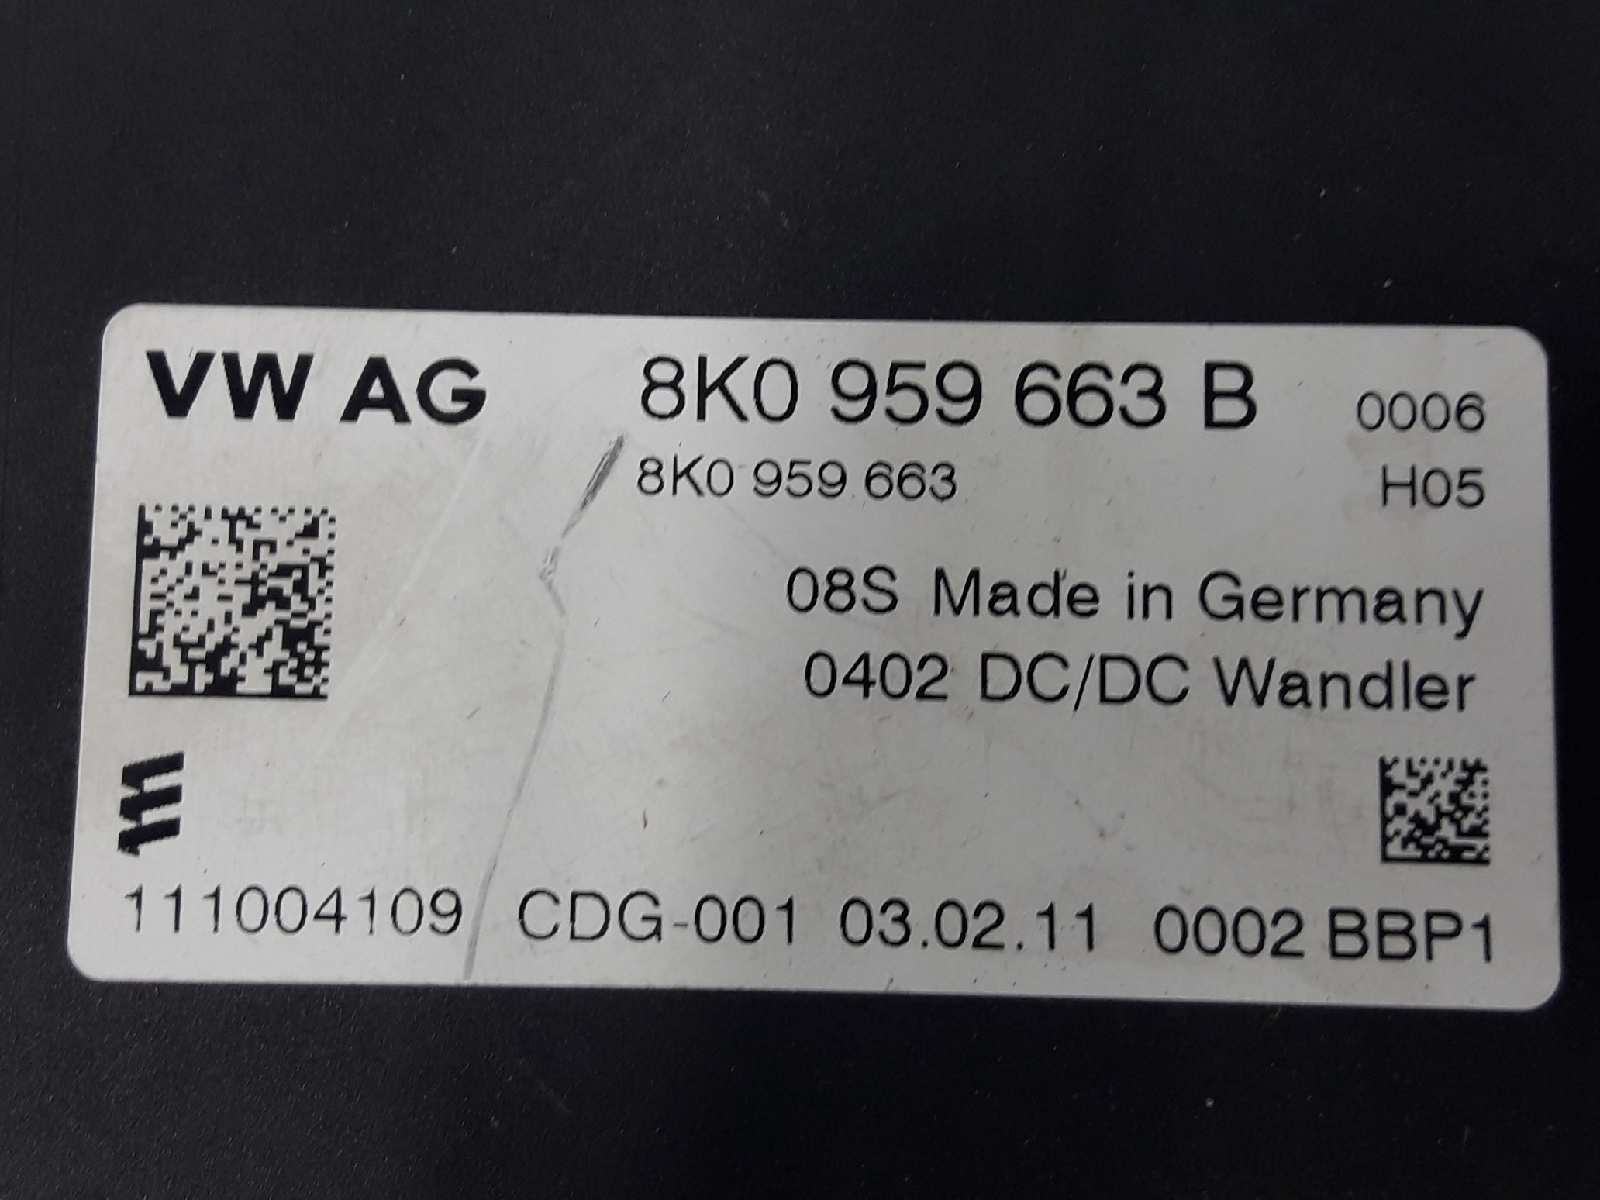 VW AG 8K0 959 663 B 0006
8K0 959 663 H05
08S Made in Germany
0402 DC/DC Wandler
111004109 CDG-001 03.02.11 0002 BBP1